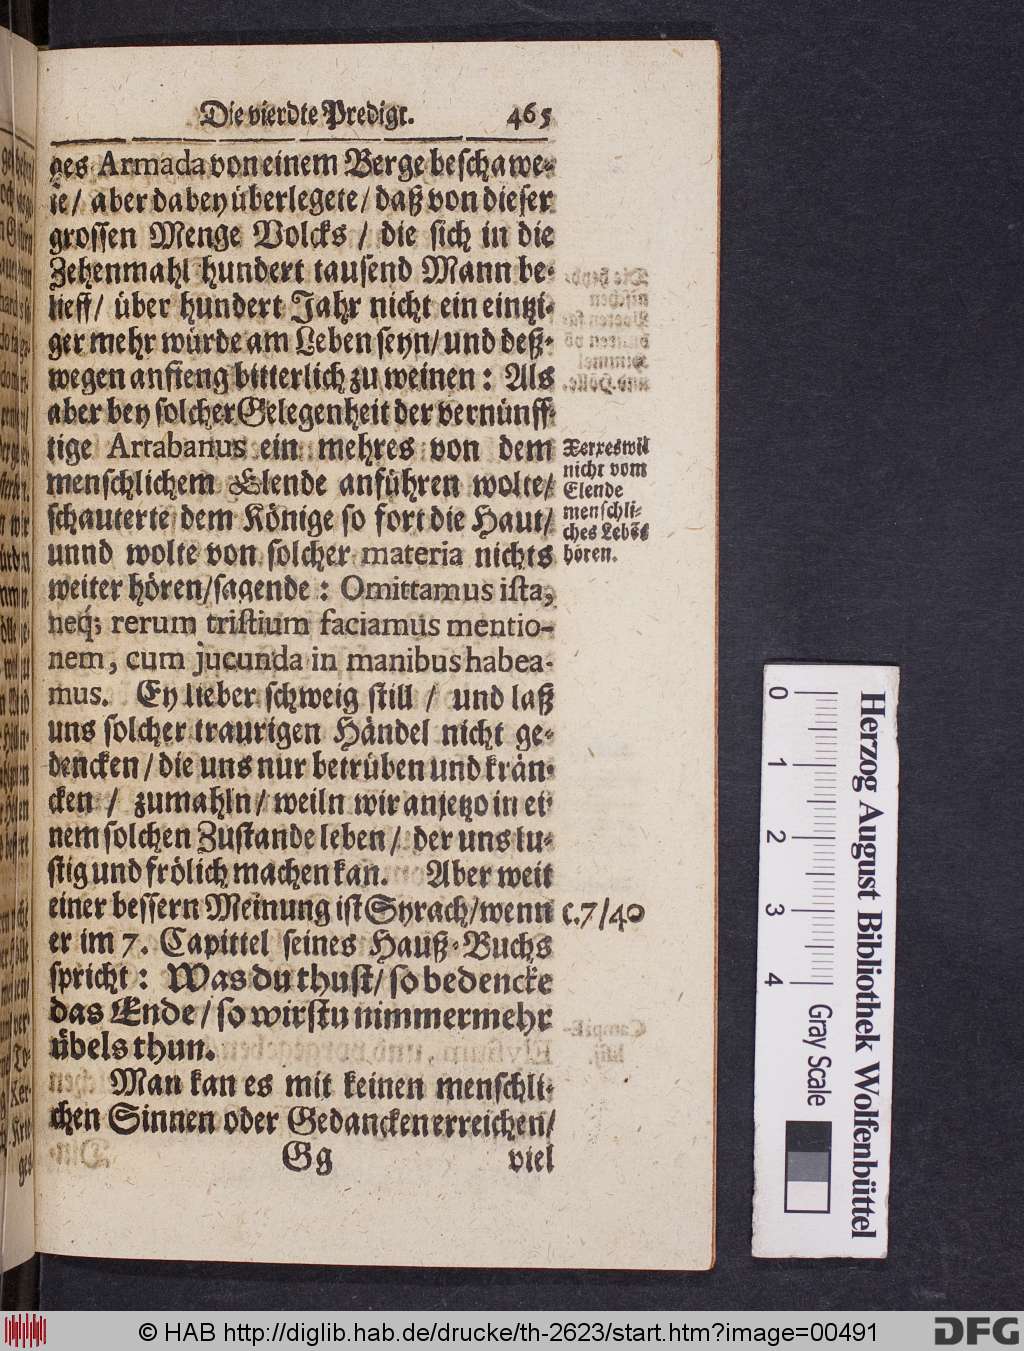 Die vierdte Predigt. 465
ges Armada von einem Berge beschawe-
te/ aber dabey überlegete/ daß von dieser
grossen Menge Volcks / die sich in die
Zehenmahl hundert tausend Mann be-
lieff/ über hundert Jahr nicht ein eintzi-
ger mehr würde am Leben seyn/ und deß-
wegen anfieng bitterlich zu weinen: Als
aber bey solcher Gelegenheit der vernünff-
tige Artabanus ein mehres von dem
menschlichem Elende anführen wolte/
schauterte dem Könige so fort die Haut/
unnd wolte von solcher materia nichts
weiter hören/sagende: Omittamus ista,
neq́; rerum tristium faciamus mentio-
nem, cum jucunda in manibus habea-
mus. Ey lieber schweig still / und laß
uns solcher traurigen Händel nicht ge-
dencken/ die uns nur betrüben und krän-
cken / zumahln/ weiln wir anjetzo in ei-
nem solchen Zustande leben/ der uns lu-
stig und frölich machen kan. Aber weit
einer bessern Meinung ist Syrach/wenn
er im 7. Capittel seines Hauß-Buchs
spricht: Was du thust/ so bedencke
das Ende/ so wirstu nimmermehr
übels thun.
Man kan es mit keinen menschli-
chen Sinnen oder Gedancken erreichen/
Gg viel
Xerxes wil
nicht vom
Elende
menschli-
ches Lebẽs
hören.
c.7/40
0 1 2 3 4
Gray Scale
Herzog August Bibliothek Wolfenbüttel
© HAB http://diglib.hab.de/drucke/th-2623/start.htm?image=00491
DFG